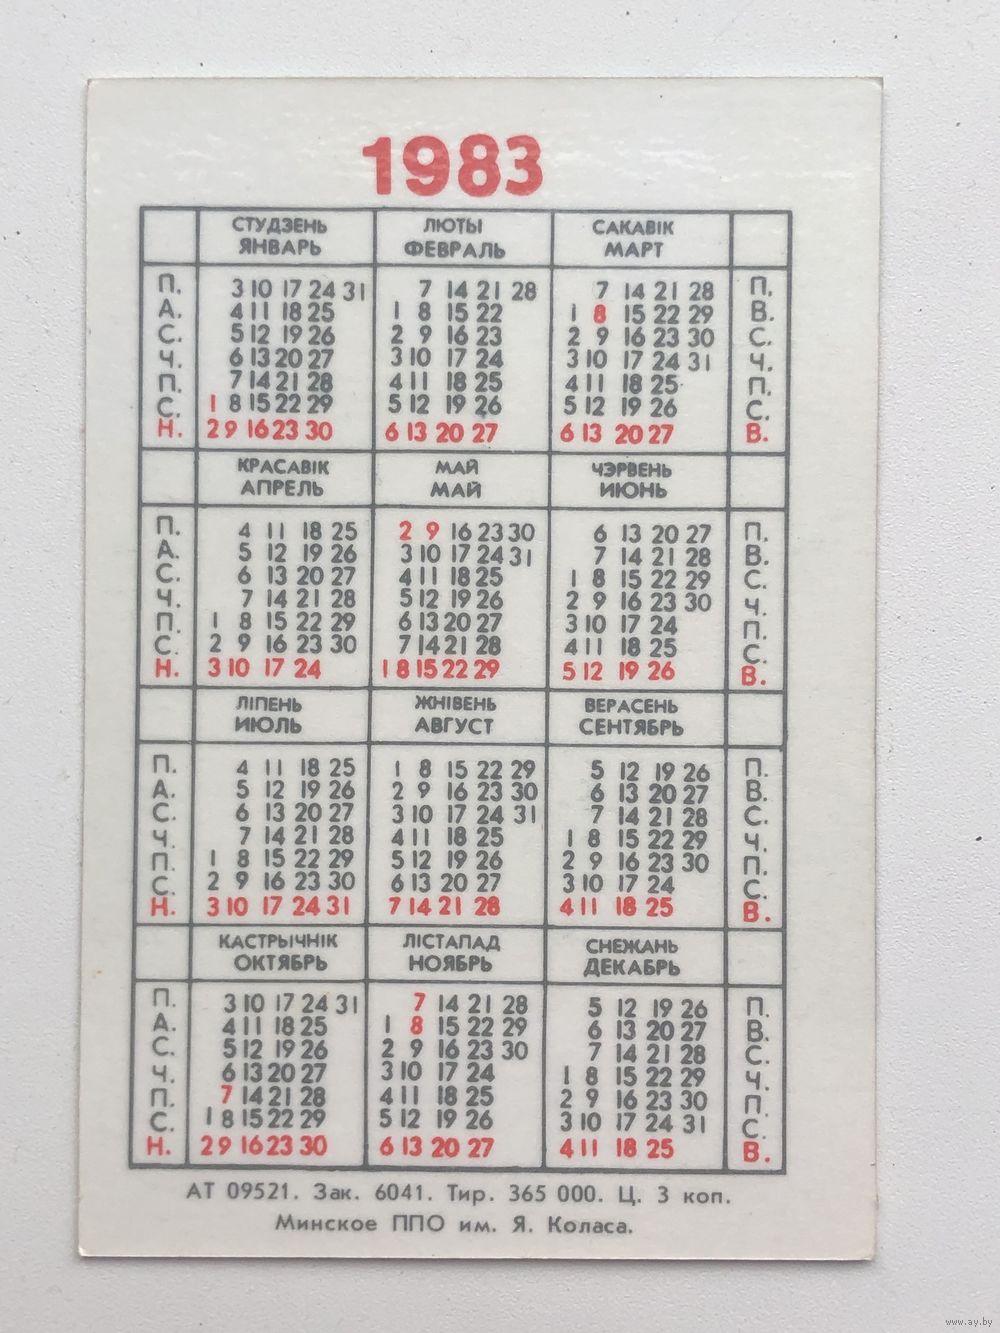 1983
СТУДЗЕНЬ ЛЮТЫ САКАВІК
ЯНВАРЬ ФЕВРАЛЬ МАРТ
П. 3 10 17 24 31 7 14 21 28 7 14 21 28 П.
А. 4 11 18 25 1 8 15 22 1 8 15 22 29 В.
С. 5 12 19 26 2 9 16 23 2 9 16 23 30 С.
Ч. 6 13 20 27 3 10 17 24 3 10 17 24 31 Ч.
П. 7 14 21 28 4 11 18 25 4 11 18 25 П.
С. 1 8 15 22 29 5 12 19 26 5 12 19 26 С.
Н. 2 9 16 23 30 6 13 20 27 6 13 20 27 В.
КРАСАВІК МАЙ ЧЭРВЕНЬ
АПРЕЛЬ МАЙ ИЮНЬ
П. 4 11 18 25 2 9 16 23 30 6 13 20 27 П.
А. 5 12 19 26 3 10 17 24 31 7 14 21 28 В.
С. 6 13 20 27 4 11 18 25 1 8 15 22 29 С.
Ч. 7 14 21 28 5 12 19 26 2 9 16 23 30 Ч.
П. 1 8 15 22 29 6 13 20 27 3 10 17 24 П.
С. 2 9 16 23 30 7 14 21 28 4 11 18 25 С.
Н. 3 10 17 24 1 8 15 22 29 5 12 19 26 В.
ЛІПЕНЬ ЖНІВЕНЬ ВЕРАСЕНЬ
ИЮЛЬ АВГУСТ СЕНТЯБРЬ
П. 4 11 18 25 1 8 15 22 29 5 12 19 26 П.
А. 5 12 19 26 2 9 16 23 30 6 13 20 27 В.
С. 6 13 20 27 3 10 17 24 31 7 14 21 28 С.
Ч. 7 14 21 28 4 11 18 25 1 8 15 22 29 Ч.
П. 1 8 15 22 29 5 12 19 26 2 9 16 23 30 П.
С. 2 9 16 23 30 6 13 20 27 3 10 17 24 С.
Н. 3 10 17 24 31 7 14 21 28 4 11 18 25 В.
КАСТРЫЧНІК ЛІСТАПАД СНЕЖАНЬ
ОКТЯБРЬ НОЯБРЬ ДЕКАБРЬ
П. 3 10 17 24 31 7 14 21 28 5 12 19 26 П.
А. 4 11 18 25 1 8 15 22 29 6 13 20 27 В.
С. 5 12 19 26 2 9 16 23 30 7 14 21 28 С.
Ч. 6 13 20 27 3 10 17 24 1 8 15 22 29 Ч.
П. 7 14 21 28 4 11 18 25 2 9 16 23 30 П.
С. 1 8 15 22 29 5 12 19 26 3 10 17 24 31 С.
Н. 2 9 16 23 30 6 13 20 27 4 11 18 25 В.
АТ 09521. Зак. 6041. Тир. 365 000. Ц. 3 коп.
Минское ППО им. Я. Коласа.
www.ay.by